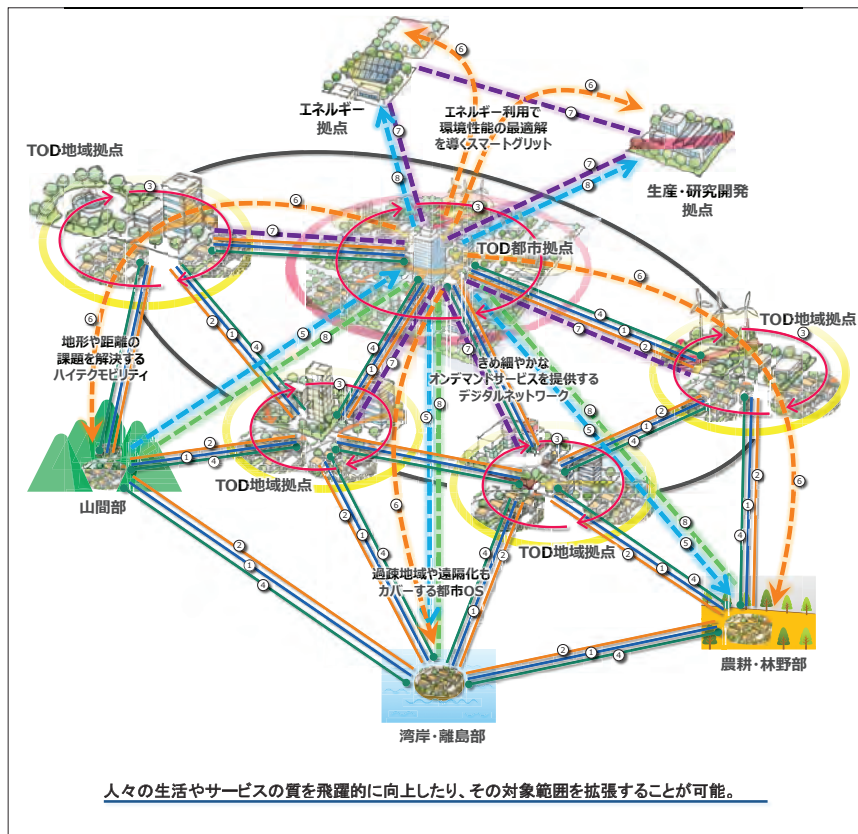 エネルギー
拠点
エネルギー利用で
環境性能の最適解
を導くスマートグリット
生産・研究開発
拠点
TOD地域拠点
TOD都市拠点
TOD地域拠点
地形や距離の
課題を解決する
ハイテクモビリティ
きめ細やかな
オンデマントサービスを提供する
デジタルネットワーク
山間部
TOD地域拠点
TOD地域拠点
過疎地域や遠隔化も
カバーする都市OS
農耕・林野部
湾岸・離島部
人々の生活やサービスの質を飛躍的に向上したり、その対象範囲を拡張することが可能。